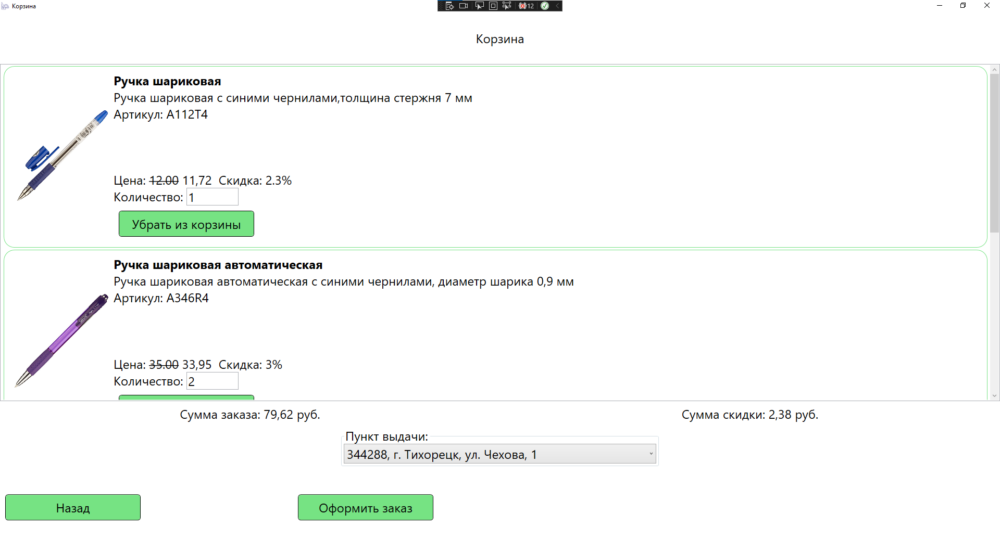 Корзина
12
Корзина
Ручка шариковая
Ручка шариковая с синими чернилами,толщина стержня 7 мм
Артикул: A112T4
Цена: 12.00 11,72 Скидка: 2.3%
Количество: 1
Убрать из корзины
Ручка шариковая автоматическая
Ручка шариковая автоматическая с синими чернилами, диаметр шарика 0,9 мм
Артикул: A346R4
Цена: 35.00 33,95 Скидка: 3%
Количество: 2
Сумма заказа: 79,62 руб.
Сумма скидки: 2,38 руб.
Пункт выдачи:
344288, г. Тихорецк, ул. Чехова, 1
Назад
Оформить заказ